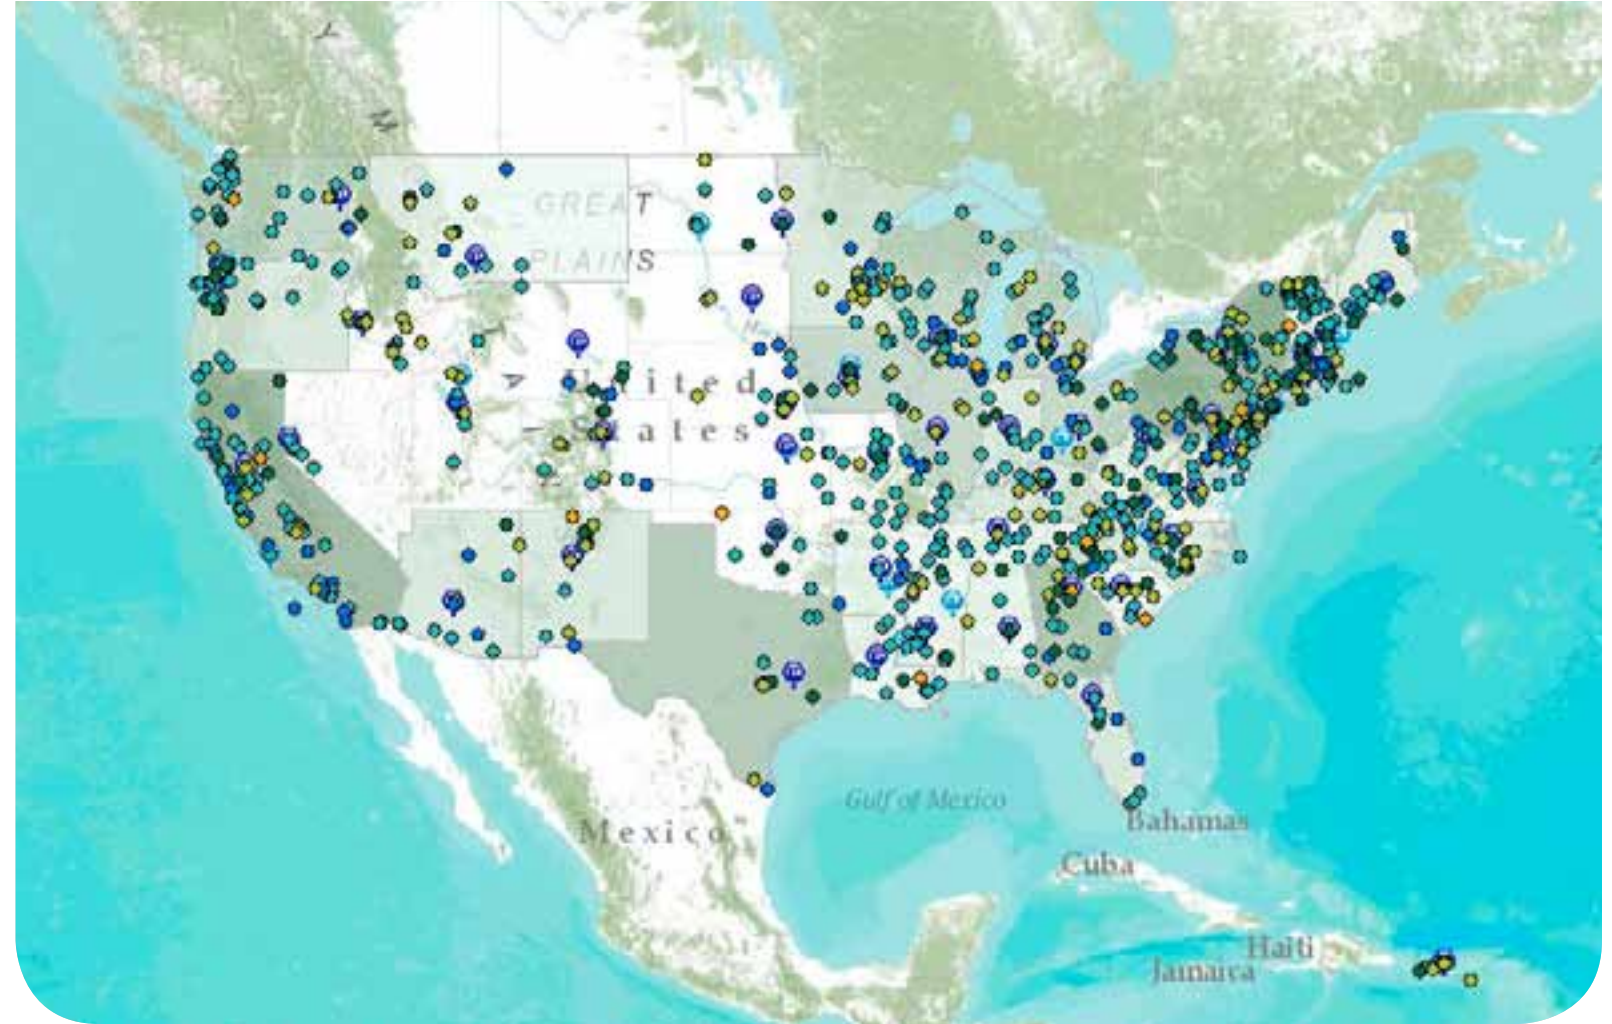 GREAT
PLAINS
United
States
Gulf of Mexico
Mexico
Bahamas
Cuba
Haiti
Jamaica